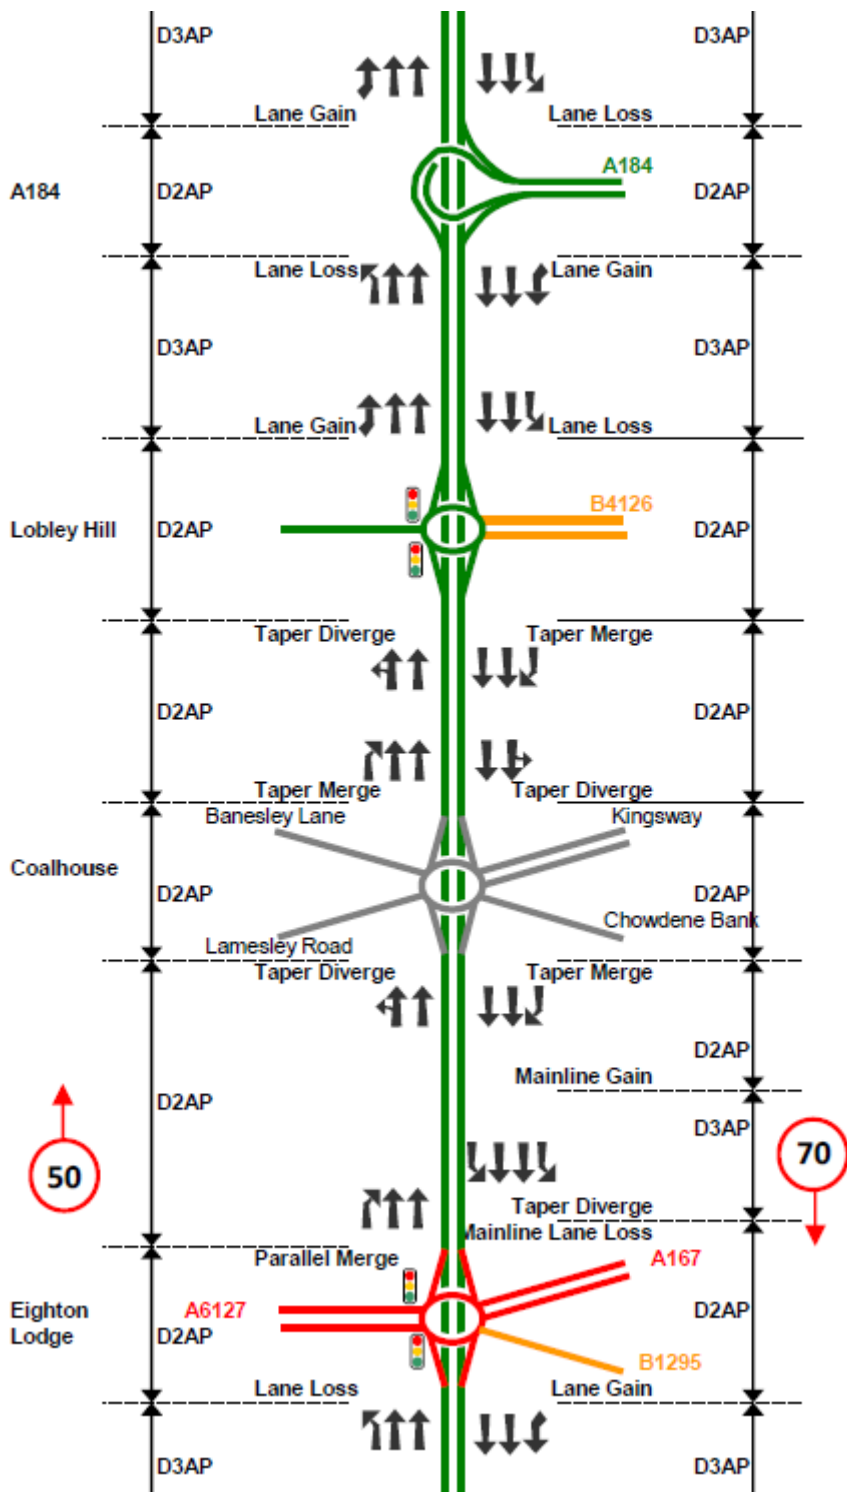 D3AP D3AP
Lane Gain Lane Loss
A184
A184 D2AP D2AP
Lane Loss Lane Gain
D3AP D3AP
Lane Gain Lane Loss
B4126
Lobley Hill D2AP D2AP
Taper Diverge Taper Merge
D2AP D2AP
Taper Merge Taper Diverge
Banesley Lane Kingsway
Coalhouse
D2AP D2AP
Chowdene Bank
Lamesley Road
Taper Diverge Taper Merge
D2AP
Mainline Gain
D2AP
D3AP
50 70
Taper Diverge
Mainline Lane Loss
Parallel Merge A167
A6127
Eighton
Lodge
D2AP D2AP
B1295
Lane Loss Lane Gain
D3AP D3AP